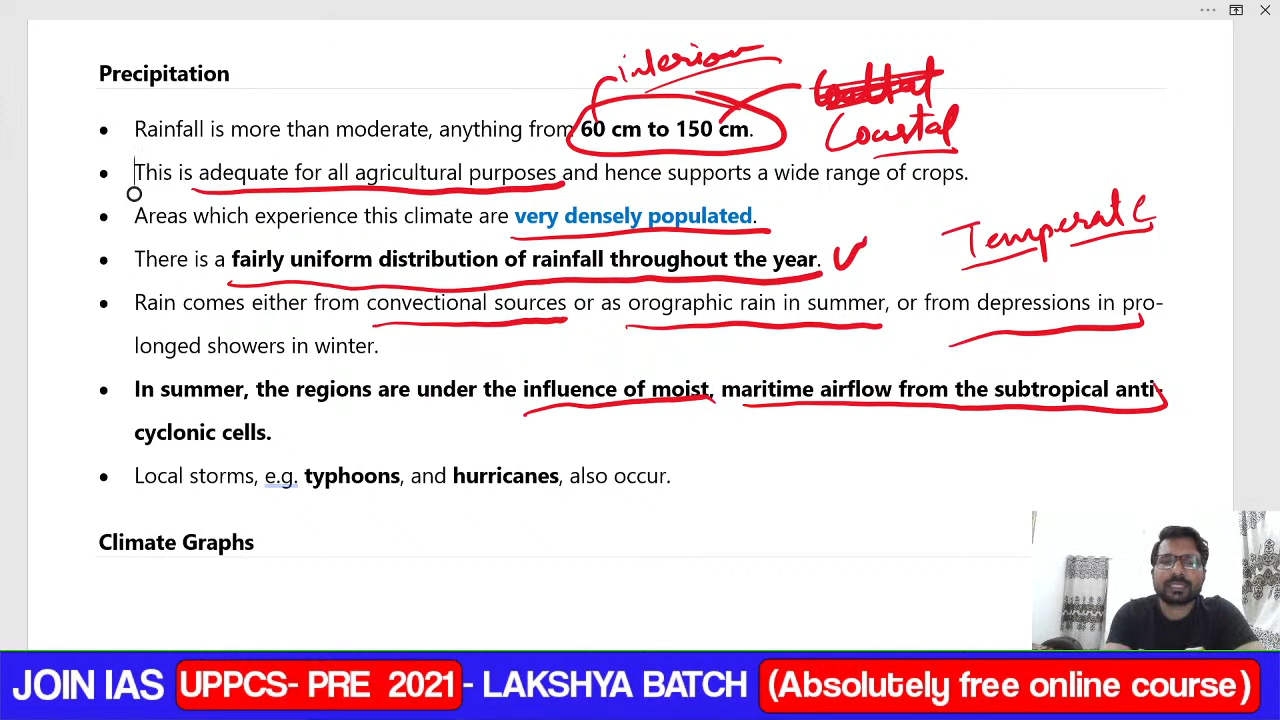 interior
Precipitation
Coastal
• Rainfall is more than moderate, anything from 60 cm to 150 cm.
• This is adequate for all agricultural purposes and hence supports a wide range of crops.
• Areas which experience this climate are very densely populated.
Temperate
• There is a fairly uniform distribution of rainfall throughout the year.
• Rain comes either from convectional sources or as orographic rain in summer, or from depressions in pro-
longed showers in winter.
• In summer, the regions are under the influence of moist, maritime airflow from the subtropical anti-
cyclonic cells.
• Local storms, e.g. typhoons, and hurricanes, also occur.
Climate Graphs
JOIN IAS UPPCS- PRE 2021 - LAKSHYA BATCH (Absolutely free online course)